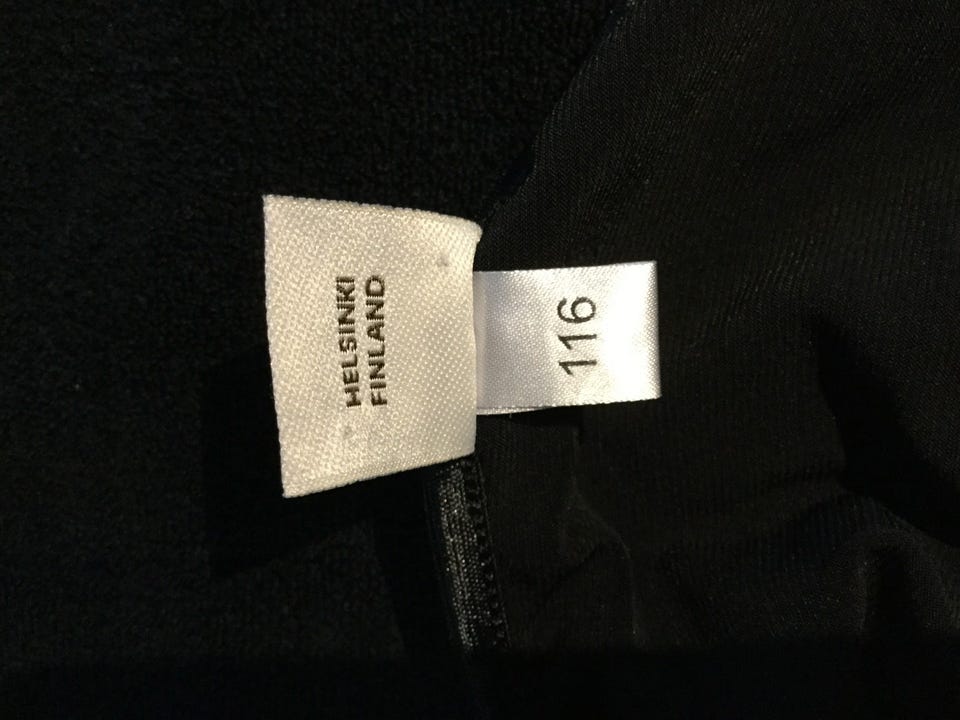 HELSINKI
FINLAND
116